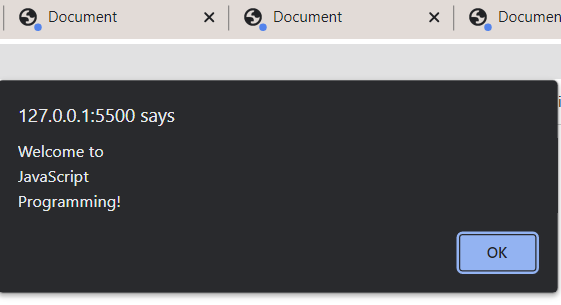 Document
Document
Documen
127.0.0.1:5500 says
Welcome to
JavaScript
Programming!
OK